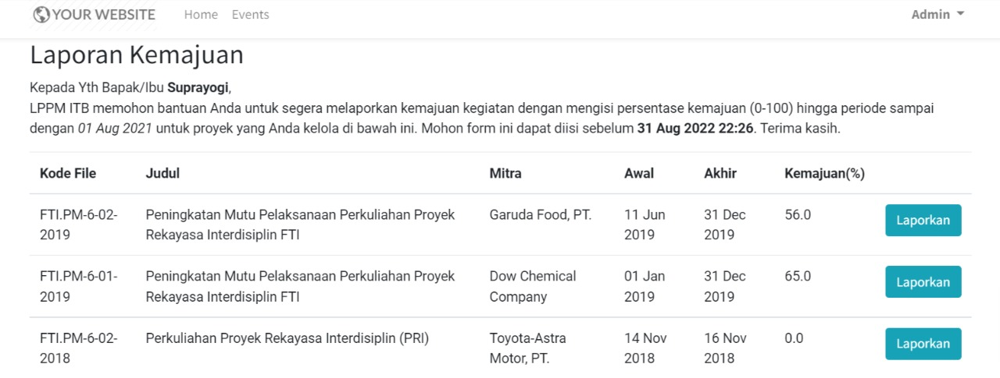 YOUR WEBSITE Home Events Admin
Laporan Kemajuan
Kepada Yth Bapak/Ibu Suprayogi,
LPPM ITB memohon bantuan Anda untuk segera melaporkan kemajuan kegiatan dengan mengisi persentase kemajuan (0-100) hingga periode sampai
dengan 01 Aug 2021 untuk proyek yang Anda kelola di bawah ini. Mohon form ini dapat diisi sebelum 31 Aug 2022 22:26. Terima kasih.
Kode File Judul Mitra Awal Akhir Kemajuan(%)
FTI.PM-6-02- Peningkatan Mutu Pelaksanaan Perkuliahan Proyek Garuda Food, PT. 11 Jun 31 Dec 56.0 Laporkan
2019 Rekayasa Interdisiplin FTI 2019 2019
FTI.PM-6-01- Peningkatan Mutu Pelaksanaan Perkuliahan Proyek Dow Chemical 01 Jan 31 Dec 65.0 Laporkan
2019 Rekayasa Interdisiplin FTI Company 2019 2019
FTI.PM-6-02- Perkuliahan Proyek Rekayasa Interdisiplin (PRI) Toyota-Astra 14 Nov 16 Nov 0.0 Laporkan
2018 Motor, PT. 2018 2018